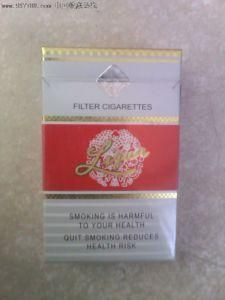 FILTER CIGARETTES
SMOKING IS HARMFUL
TO YOUR HEALTH
QUIT SMOKING REDUCES
HEALTH RISK